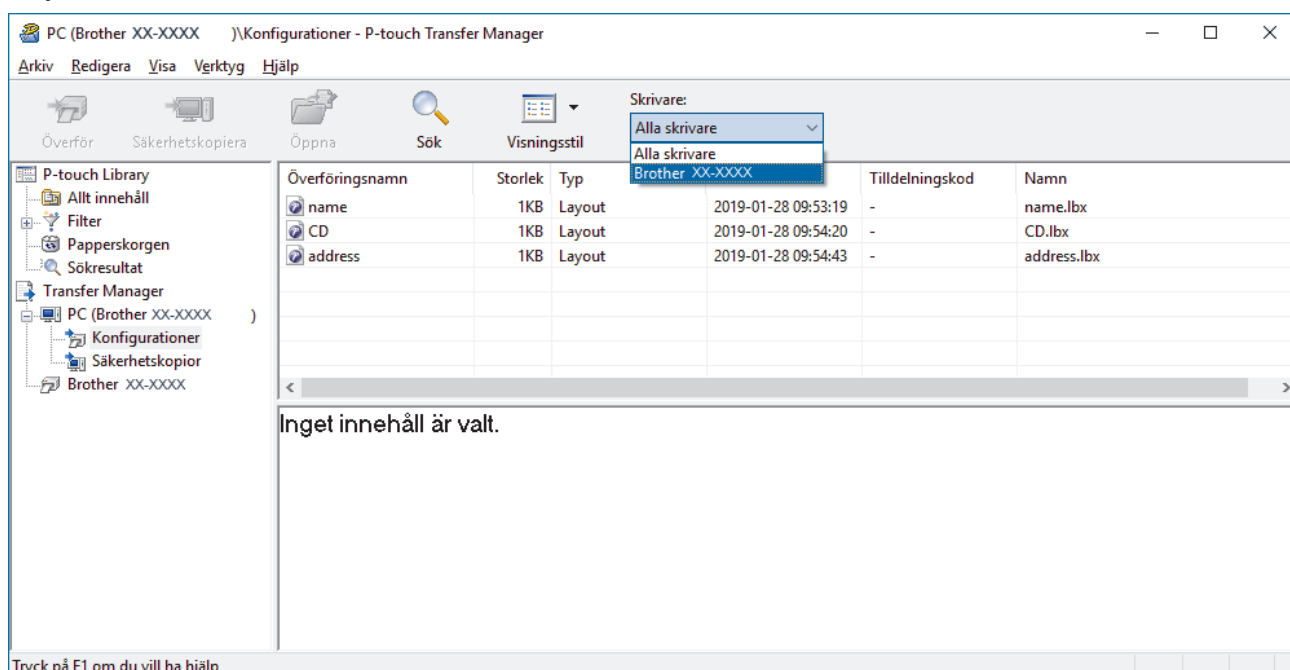 PC (Brother XX-XXXX )\Konfigurationer - P-touch Transfer Manager
Arkiv Redigera Visa Verktyg Hjälp
Skrivare:
Alla skrivare
Överför Säkerhetskopiera Öppna Sök Visningsstil
Alla skrivare
Brother XX-XXXX
P-touch Library
Allt innehåll
Filter
Papperskorgen
Sökresultat
Transfer Manager
PC (Brother XX-XXXX )
Konfigurationer
Säkerhetskopior
Brother XX-XXXX
Överföringsnamn Storlek Typ Tilldelningskod Namn
name 1KB Layout 2019-01-28 09:53:19 - name.lbx
CD 1KB Layout 2019-01-28 09:54:20 - CD.lbx
address 1KB Layout 2019-01-28 09:54:43 - address.lbx
Inget innehåll är valt.
Tryck på F1 om du vill ha hjälp